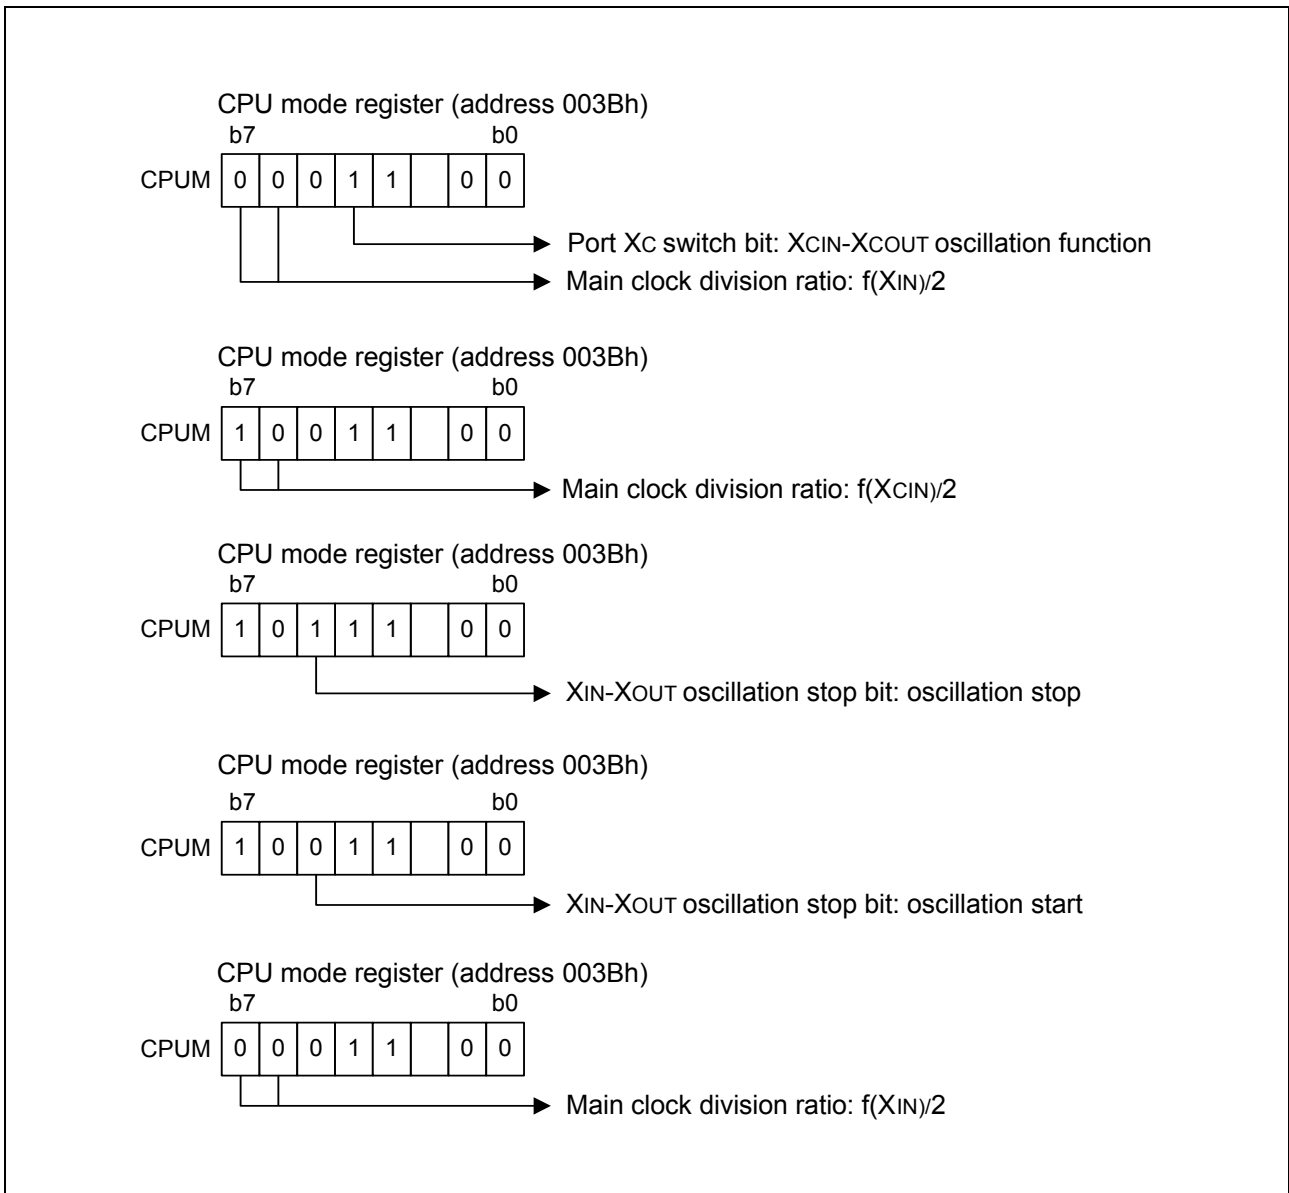 CPU mode register (address 003Bh)
b7 b0
CPUM 0 0 0 1 1 0 0
Port XC switch bit: XCIN-XCOUT oscillation function
Main clock division ratio: f(XIN)/2
CPU mode register (address 003Bh)
b7 b0
CPUM 1 0 0 1 1 0 0
Main clock division ratio: f(XCIN)/2
CPU mode register (address 003Bh)
b7 b0
CPUM 1 0 1 1 1 0 0
XIN-XOUT oscillation stop bit: oscillation stop
CPU mode register (address 003Bh)
b7 b0
CPUM 1 0 0 1 1 0 0
XIN-XOUT oscillation stop bit: oscillation start
CPU mode register (address 003Bh)
b7 b0
CPUM 0 0 0 1 1 0 0
Main clock division ratio: f(XIN)/2